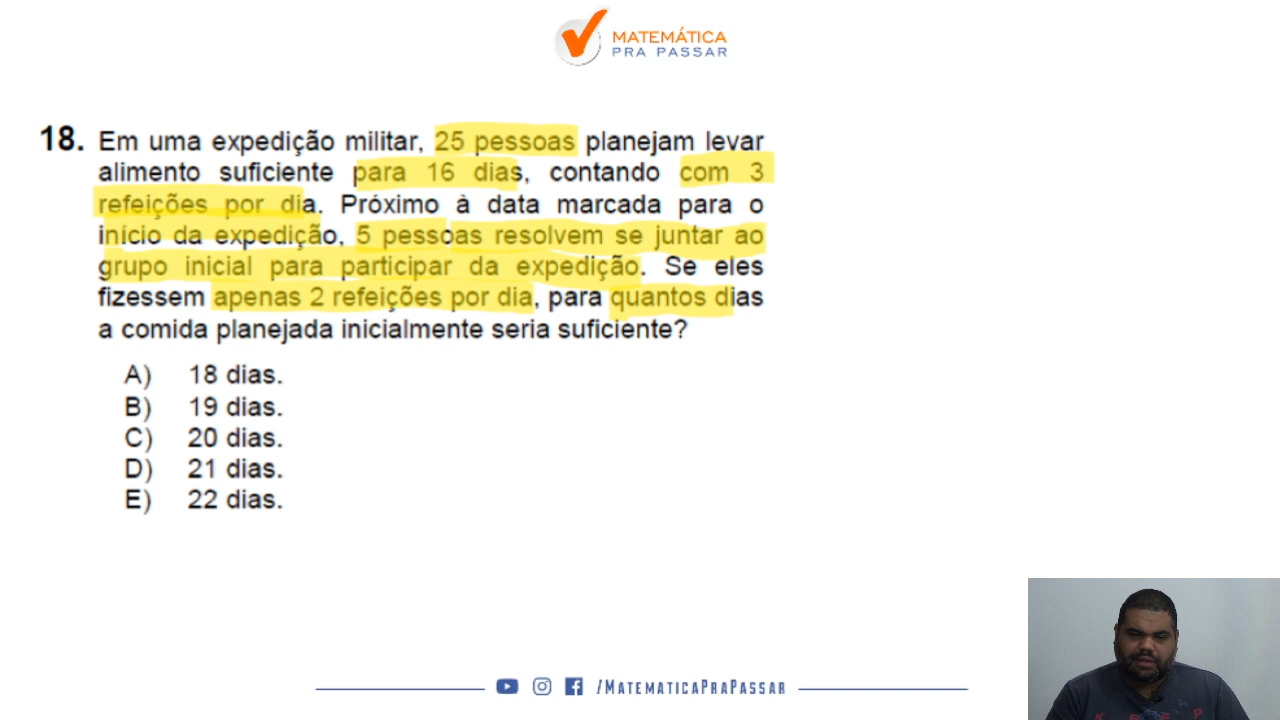 MATEMÁTICA
PRA PASSAR
18. Em uma expedição militar, 25 pessoas planejam levar
alimento suficiente para 16 dias, contando com 3
refeições por dia. Próximo à data marcada para o
início da expedição, 5 pessoas resolvem se juntar ao
grupo inicial para participar da expedição. Se eles
fizessem apenas 2 refeições por dia, para quantos dias
a comida planejada inicialmente seria suficiente?
A) 18 dias.
B) 19 dias.
C) 20 dias.
D) 21 dias.
E) 22 dias.
/MATEMATICAPRAPASSAR